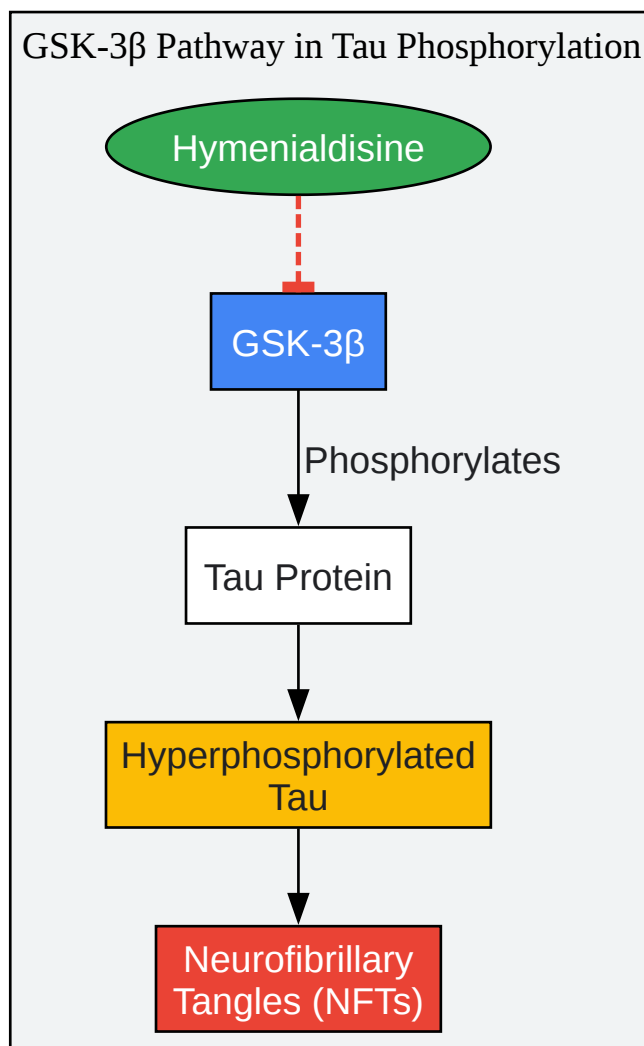 GSK-3β Pathway in Tau Phosphorylation
Hymenialdisine
GSK-3β
Phosphorylates
Tau Protein
Hyperphosphorylated
Tau
Neurofibrillary
Tangles (NFTs)